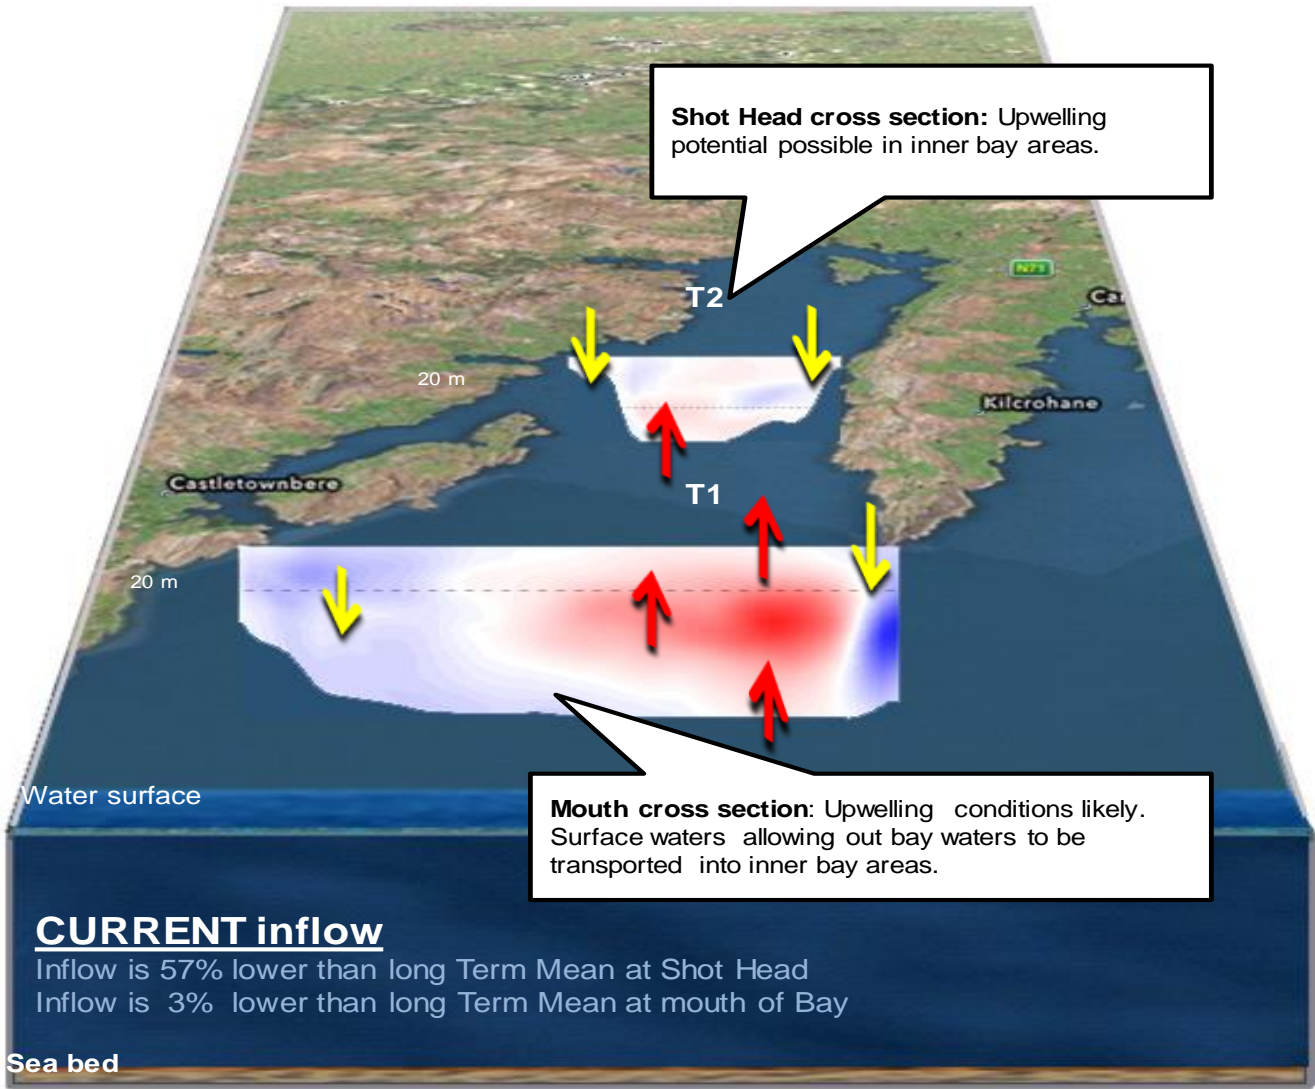 Shot Head cross section: Upwelling
potential possible in inner bay areas.
N71
T2
Car
20 m
Kilcrohane
Castletownbere
T1
20 m
Water surface
Mouth cross section: Upwelling conditions likely.
Surface waters allowing out bay waters to be
transported into inner bay areas.
CURRENT inflow
Inflow is 57% lower than long Term Mean at Shot Head
Inflow is 3% lower than long Term Mean at mouth of Bay
Sea bed